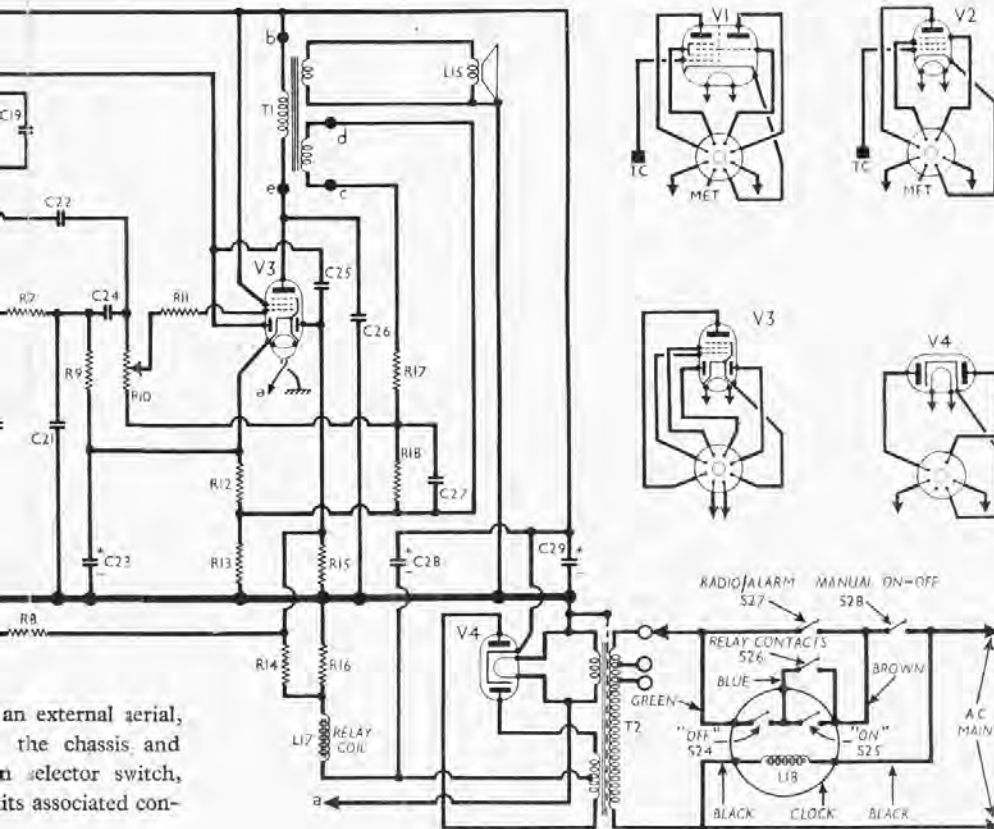 V1
V2
b
L15
C19
T1
d
TC
TC
e
c
MET
MET
C22
V3
C25
V3
R7
C24
R11
C26
V4
R9
R10
a
R17
C21
R12
R18
C27
C23
R13
R15
C28
C29
RADIO/ALARM
S27
MANUAL ON-OFF
S28
R8
V4
RELAY CONTACTS
S26
R14
R16
BLUE
BROWN
GREEN
T2
"OFF"
S24
"ON"
S25
A.C
MAIN
an external aerial,
the chassis and
n selector switch,
its associated con-
L17
RELAY
COIL
L18
a
BLACK
CLOCK
BLACK